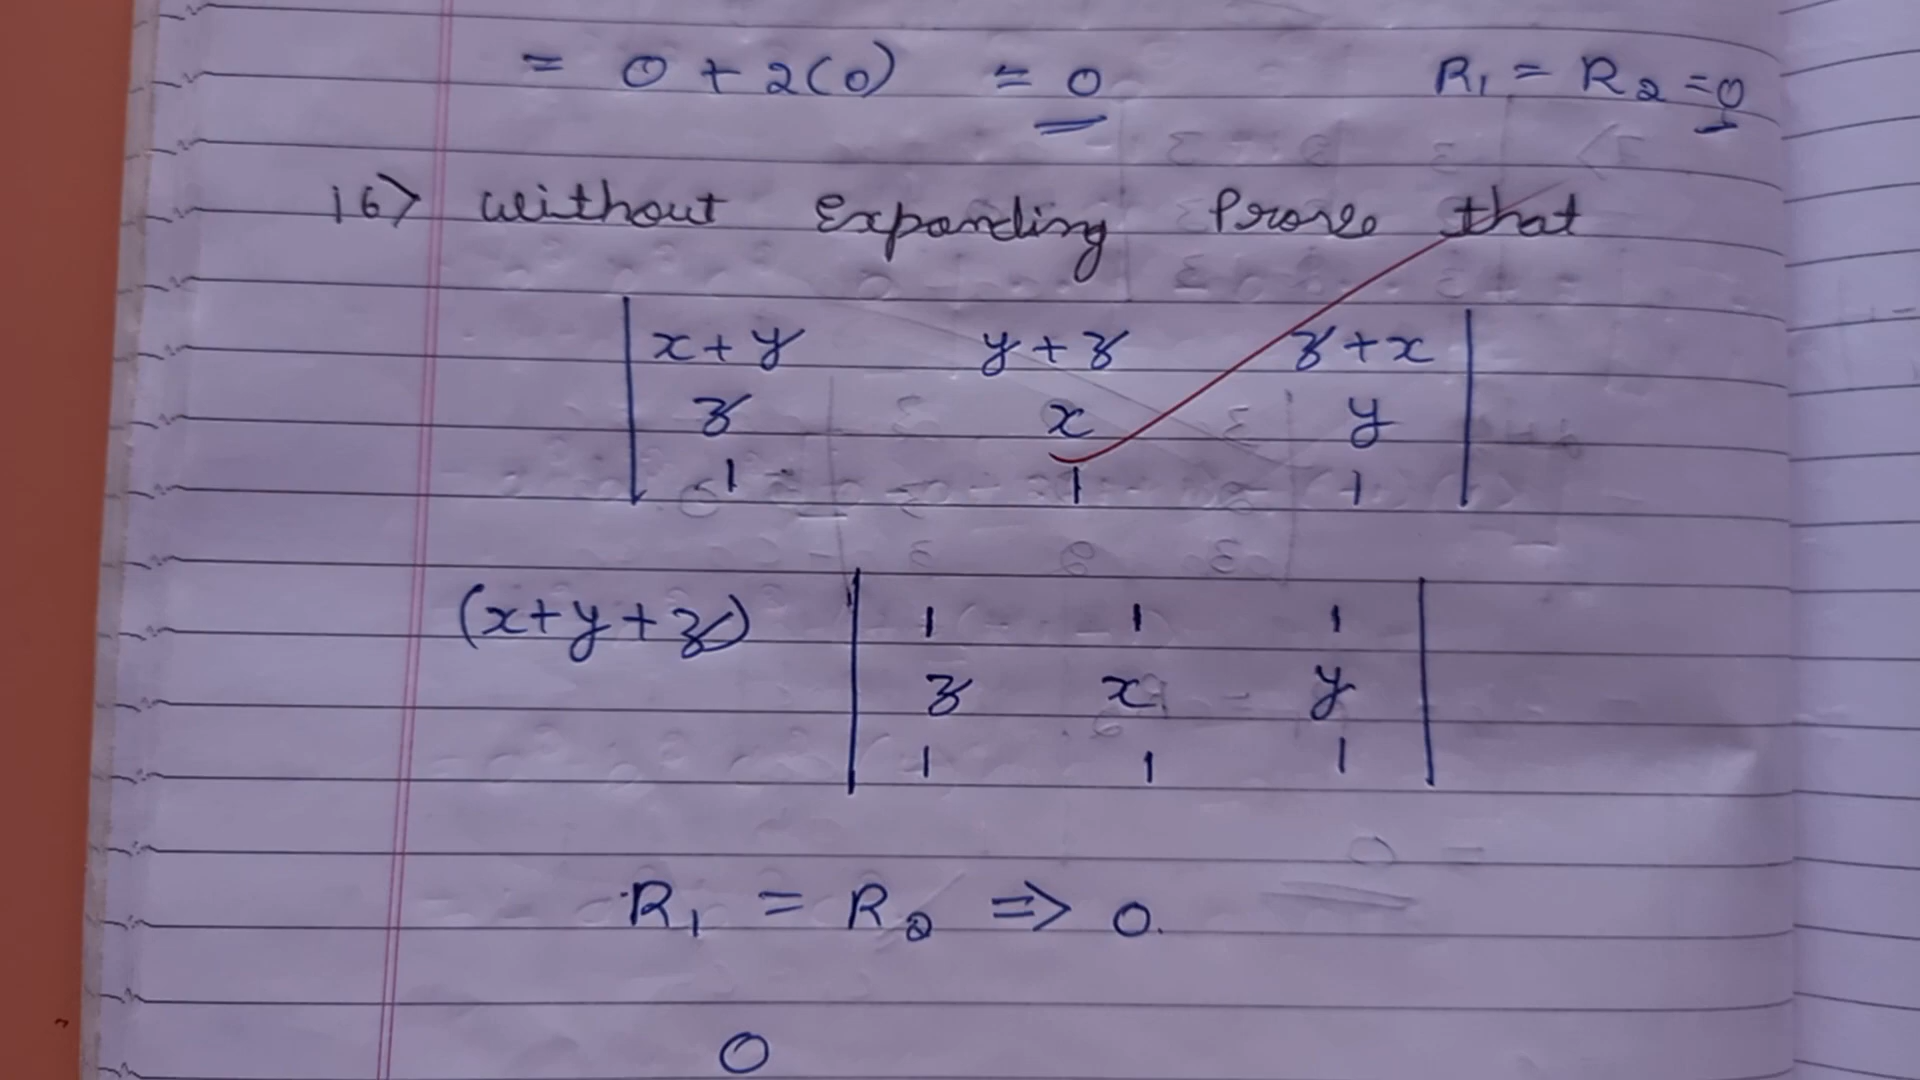 = 0 + 2(0) = 0 R₁ = R₂ = 0
16> without Expanding Prove that
x+y y+z z+x
z x y
1 1 1
(x+y+z) 1 1 1
z x y
1 1 1
R₁ = R₂ => 0.
0